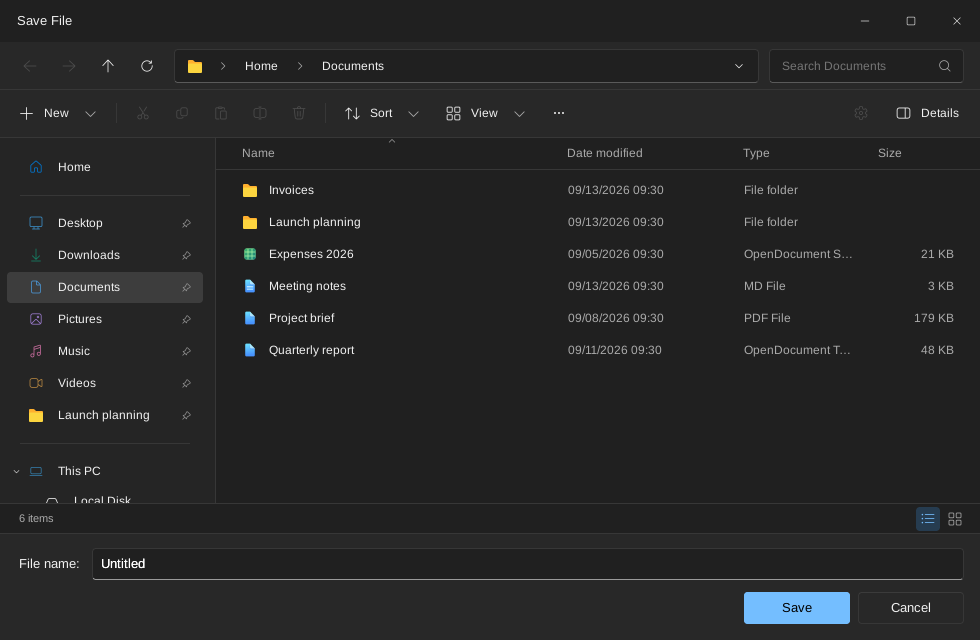 Save File
Home
Documents
Search Documents
New
Sort
View
Details
Name
Date modified
Type
Size
Home
Desktop
Downloads
Documents
Pictures
Music
Videos
Launch planning
This PC
Local Disk
Invoices 09/13/2026 09:30 File folder
Launch planning 09/13/2026 09:30 File folder
Expenses 2026 09/05/2026 09:30 OpenDocument S... 21 KB
Meeting notes 09/13/2026 09:30 MD File 3 KB
Project brief 09/08/2026 09:30 PDF File 179 KB
Quarterly report 09/11/2026 09:30 OpenDocument T... 48 KB
6 items
File name: Untitled
Save
Cancel